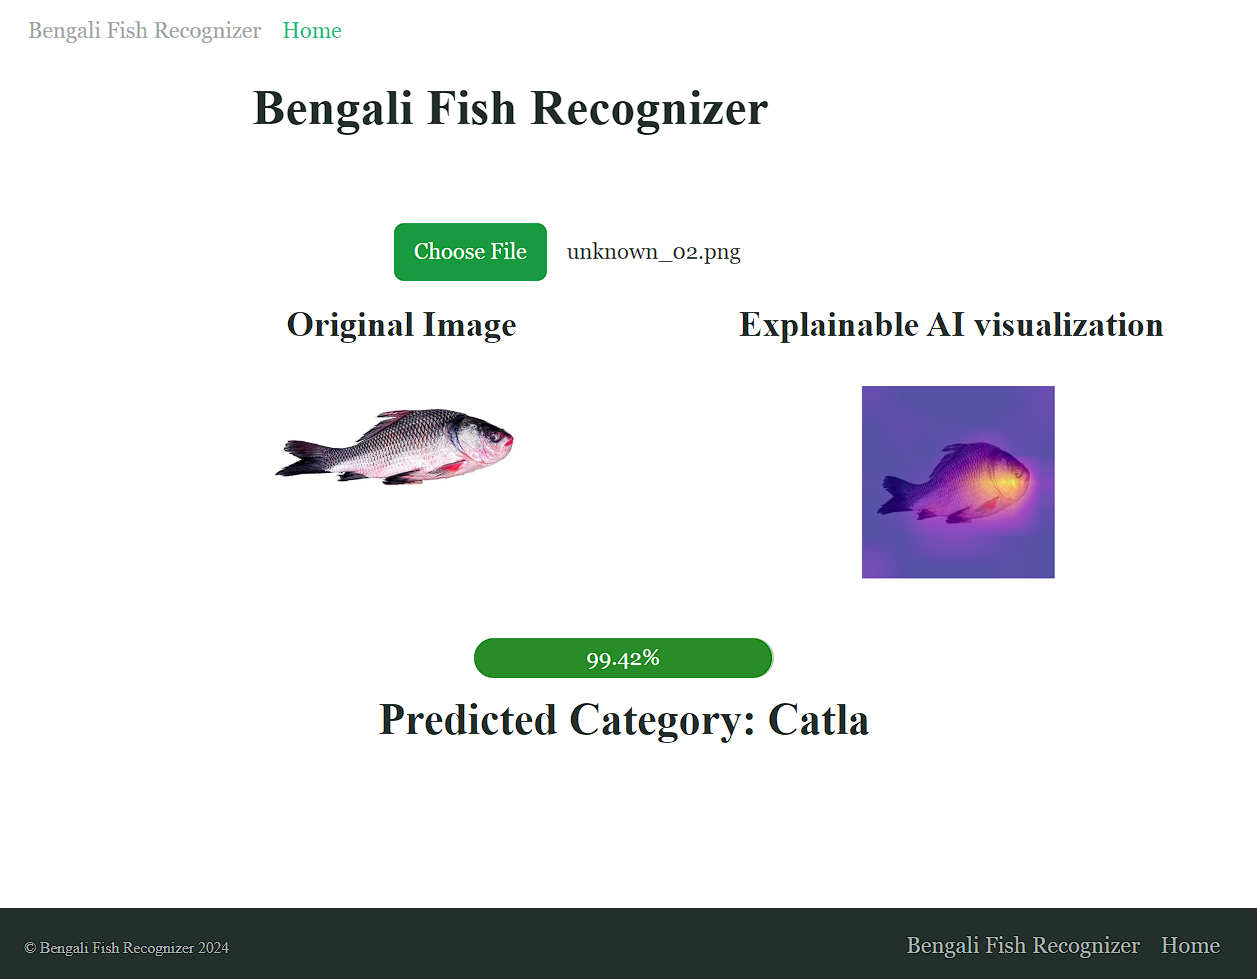 Bengali Fish Recognizer Home
Bengali Fish Recognizer
Choose File unknown_02.png
Original Image
Explainable AI visualization
99.42%
Predicted Category: Catla
© Bengali Fish Recognizer 2024
Bengali Fish Recognizer Home